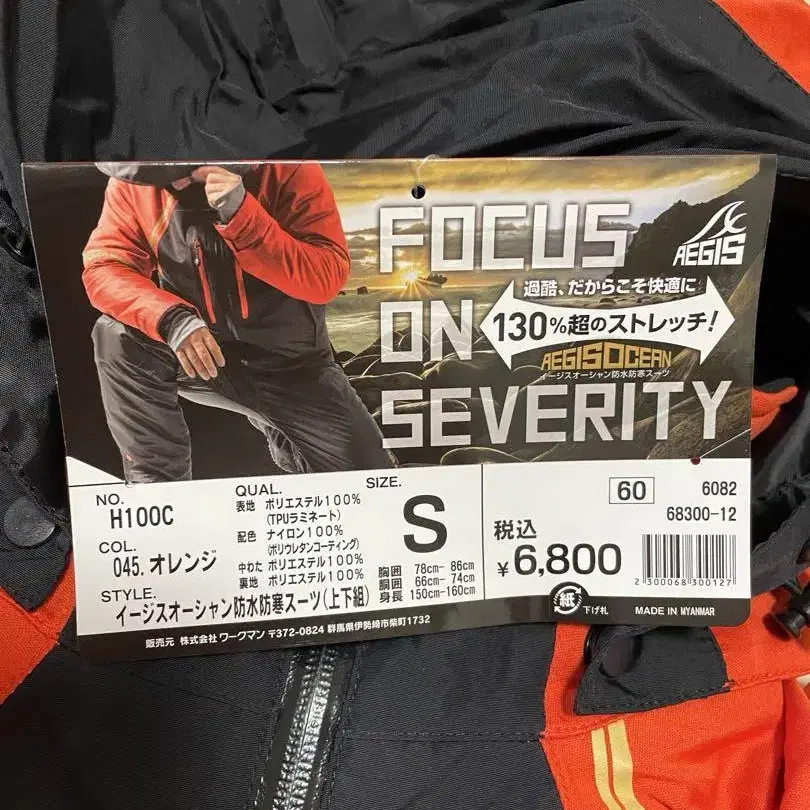 FOCUS
ON
SEVERITY
AEGIS
過酷、だからこそ快適に
130%超のストレッチ!
AEGISOCEAN
イージスオーシャン防水防寒スーツ
NO.
H100C
COL.
045. オレンジ
QUAL.
表地 ポリエステル100%
(TPUラミネート)
配色 ナイロン100%
(ポリウレタンコーティング)
中わた ポリエステル100%
裏地 ポリエステル100%
STYLE.
イージスオーシャン防水防寒スーツ(上下組)
SIZE.
S
胸囲 78cm- 86cm
胴囲 66cm- 74cm
身長 150cm-160cm
60
6082
68300-12
税込
¥6,800
2300068300127
紙
下げ札
MADE IN MYANMAR
販売元 株式会社 ワークマン 〒372-0824 群馬県伊勢崎市柴町1732